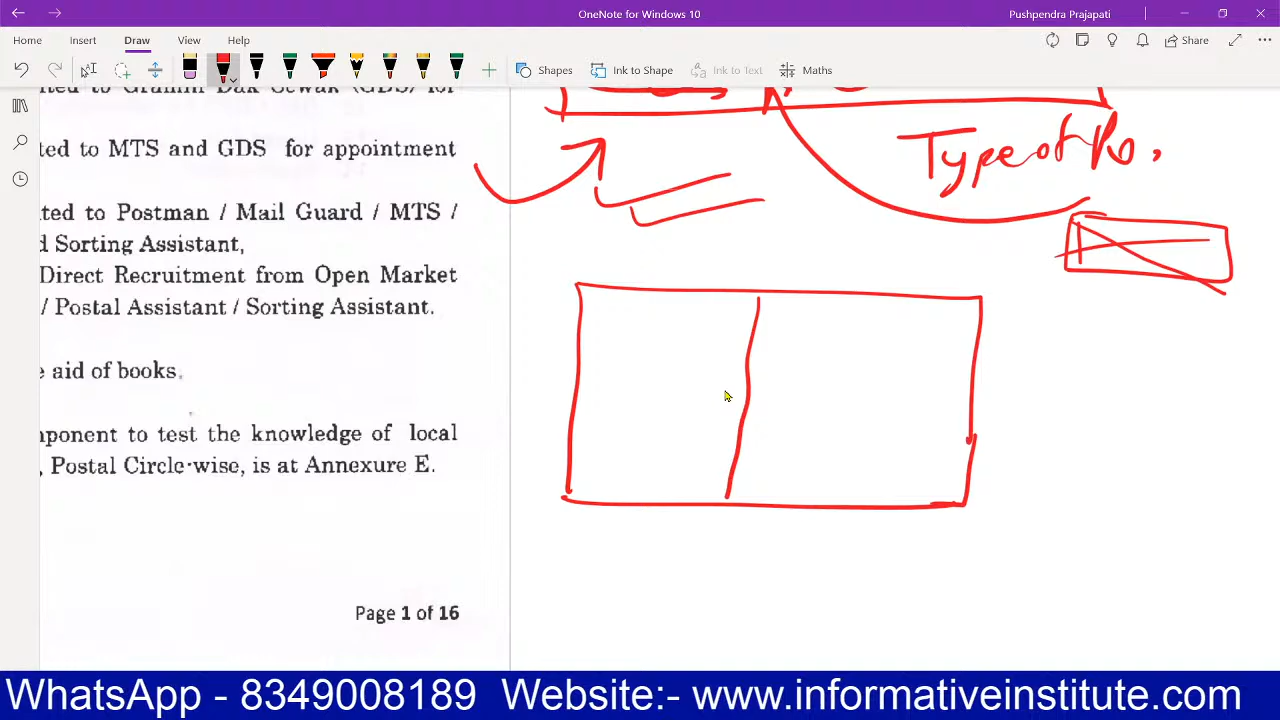 OneNote for Windows 10
Pushpendra Prajapati
Home Insert Draw View Help
Share
Shapes Ink to Shape Ink to Text Maths
ted to MTS and GDS for appointment
ted to Postman / Mail Guard / MTS /
d Sorting Assistant,
Direct Recruitment from Open Market
/ Postal Assistant / Sorting Assistant.
e aid of books.
nponent to test the knowledge of local
, Postal Circle-wise, is at Annexure E.
Page 1 of 16
Type of Po.
WhatsApp - 8349008189 Website:- www.informativeinstitute.com